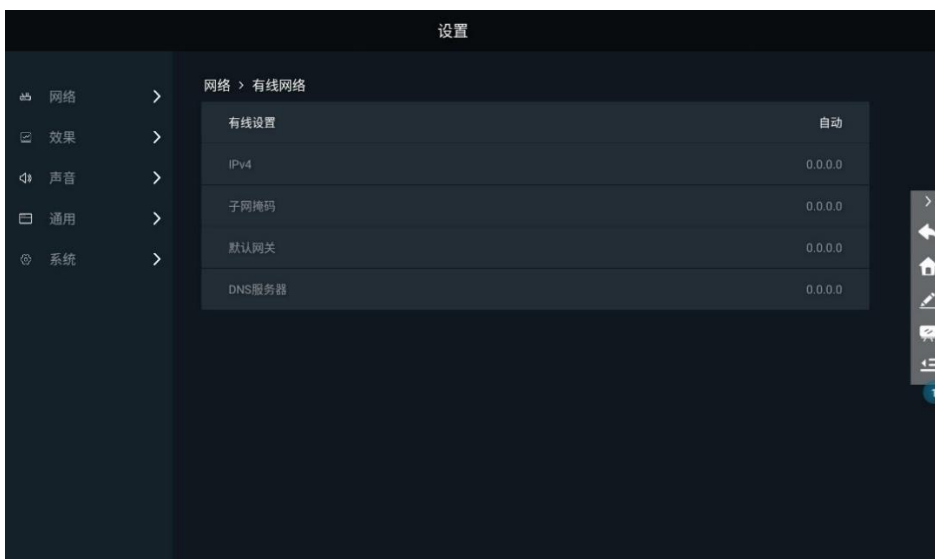 设置
网络
效果
声音
通用
系统
网络 > 有线网络
有线设置 自动
IPv4 0.0.0.0
子网掩码 0.0.0.0
默认网关 0.0.0.0
DNS服务器 0.0.0.0